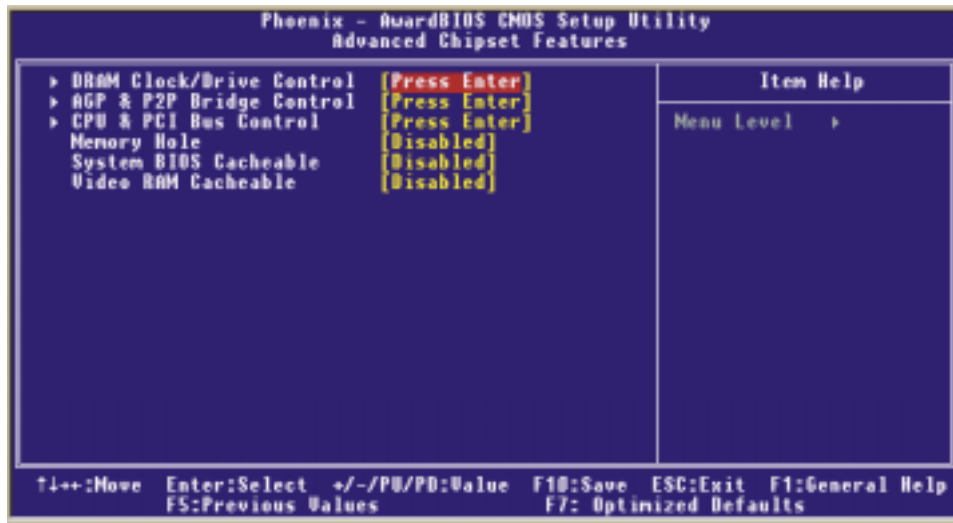 Phoenix - AwardBIOS CMOS Setup Utility
Advanced Chipset Features
▸ DRAM Clock/Drive Control [Press Enter]
▸ AGP & P2P Bridge Control [Press Enter]
▸ CPU & PCI Bus Control [Press Enter]
Memory Hole [Disabled]
System BIOS Cacheable [Disabled]
Video RAM Cacheable [Disabled]
Item Help
Menu Level ▸
↑↓→←:Move Enter:Select +/-/PU/PD:Value F10:Save ESC:Exit F1:General Help
F5:Previous Values F7: Optimized Defaults